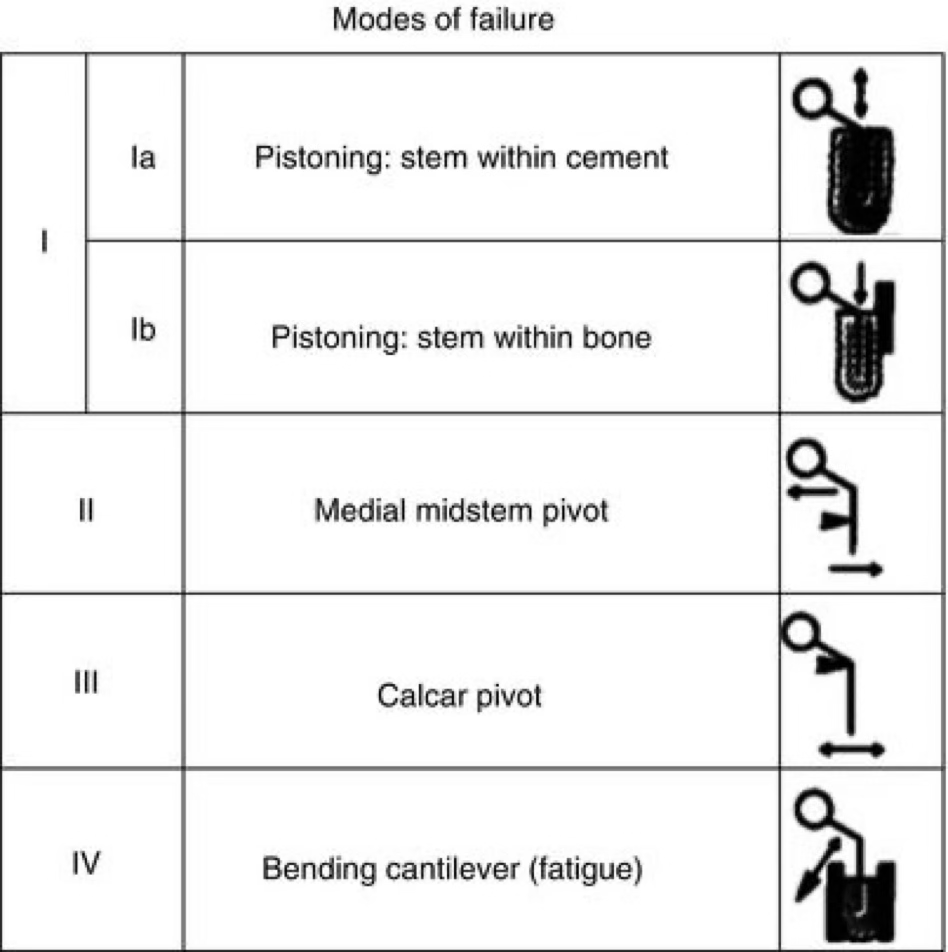 Modes of failure
Ia
Pistoning: stem within cement
I
Ib
Pistoning: stem within bone
II
Medial midstem pivot
III
Calcar pivot
IV
Bending cantilever (fatigue)